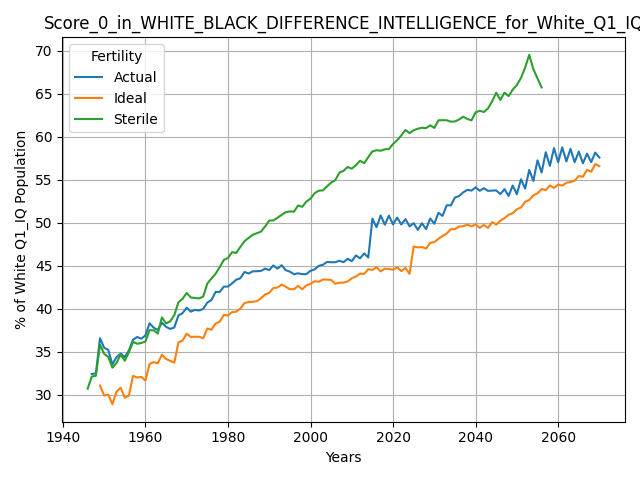 Score_0_in_WHITE_BLACK_DIFFERENCE_INTELLIGENCE_for_White_Q1_IQ
Fertility
Actual
Ideal
Sterile
% of White Q1_IQ Population
70
65
60
55
50
45
40
35
30
1940
1960
1980
2000
2020
2040
2060
Years